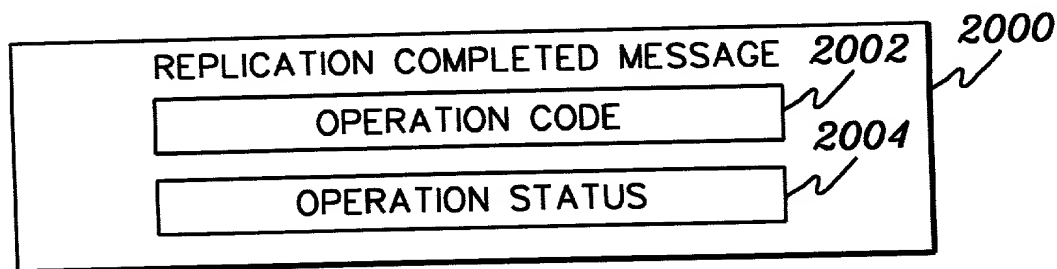 2000
REPLICATION COMPLETED MESSAGE 2002
OPERATION CODE
2004
OPERATION STATUS